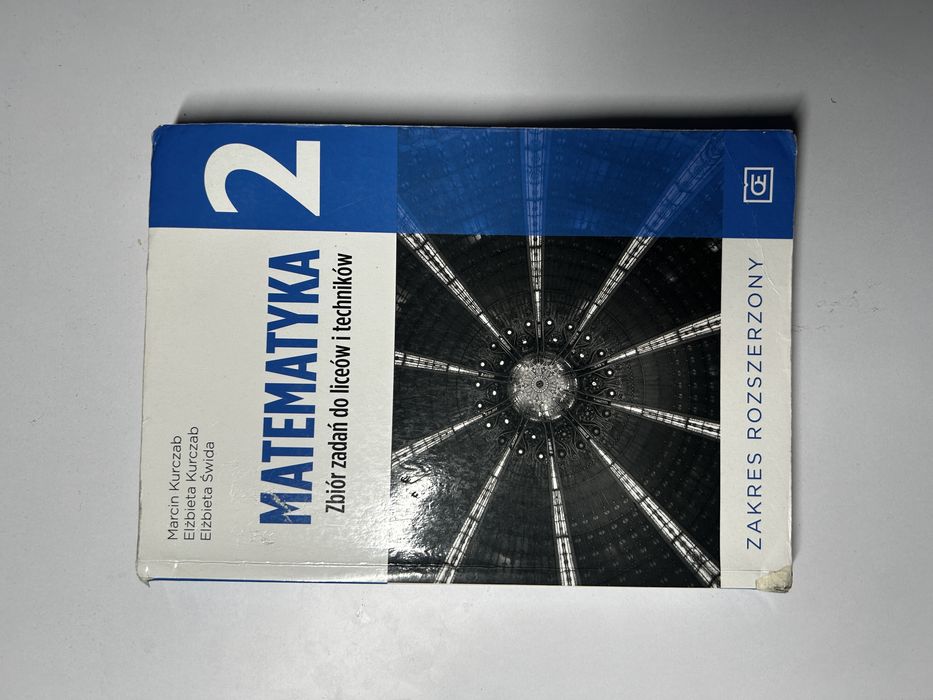 Marcin Kurczab
Elżbieta Kurczab
Elżbieta Świda
MATEMATYKA 2
Zbiór zadań do liceów i techników
ZAKRES ROZSZERZONY